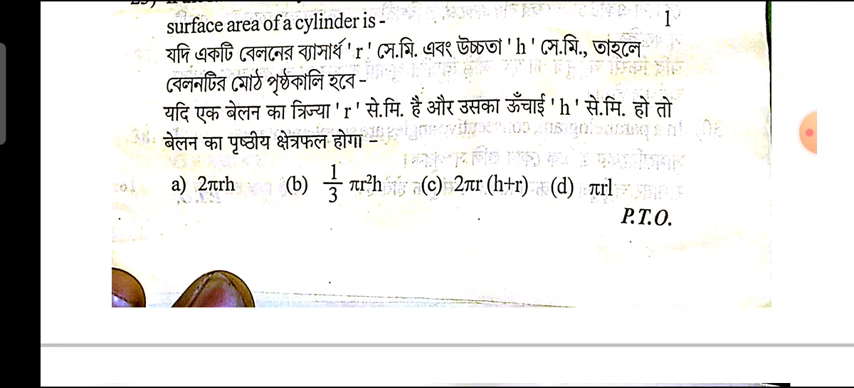 surface area of a cylinder is - 1
যদি একটি বেলনের ব্যাসাৰ্ধ ' r ' সে.মি. এবং উচ্চতা ' h ' সে.মি., তাহলে
বেলনটির মোঠ পৃষ্ঠকালি হবে -
यदि एक बेलन का त्रिज्या ' r ' से.मि. है और उसका ऊँचाई ' h ' से.मि. हो तो
बेलन का पृष्ठीय क्षेत्रफल होगा -
a) 2πrh (b) 1/3 πr²h (c) 2πr (h+r) (d) πrl
P.T.O.